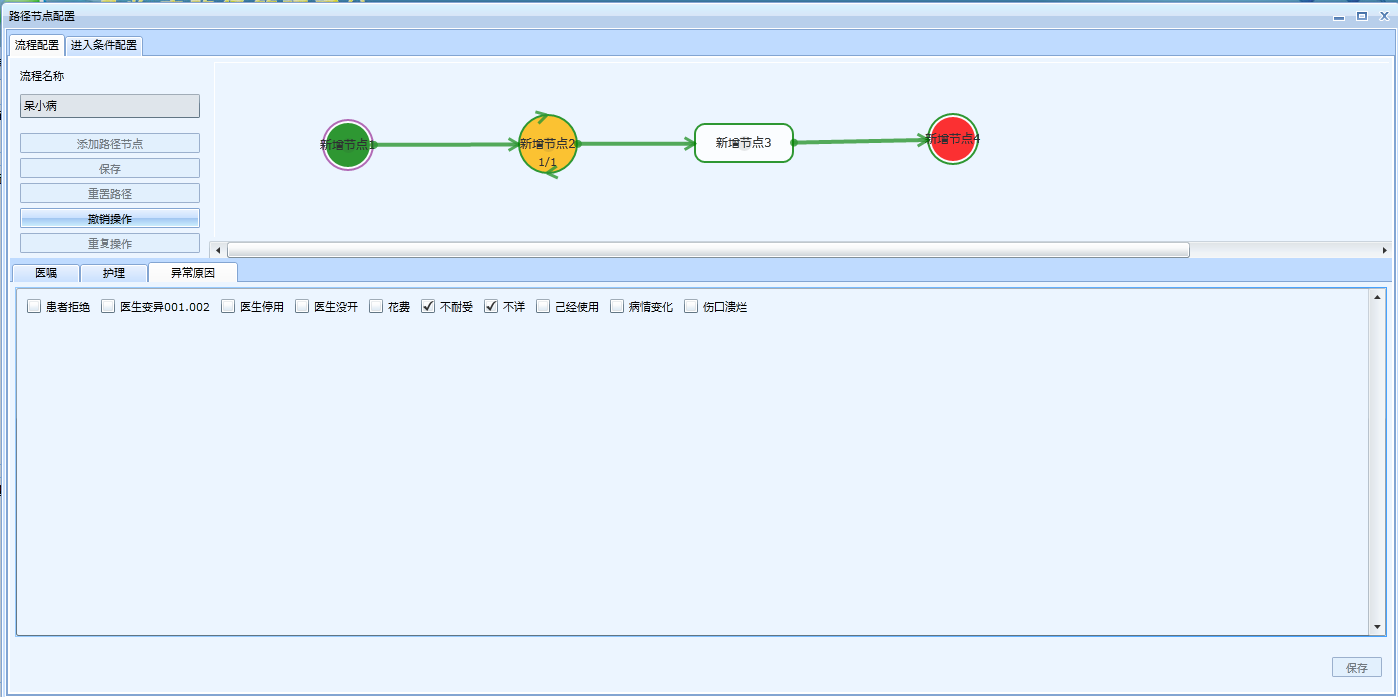 路径节点配置
流程配置 进入条件配置
流程名称
呆小病
添加路径节点
保存
重置路径
撤销操作
重复操作
新增节点1
新增节点2
1/1
新增节点3
新增节点4
医嘱 护理 异常原因
患者拒绝 医生变异001.002 医生停用 医生没开 花费 不耐受 不详 己经使用 病情变化 伤口溃烂
保存